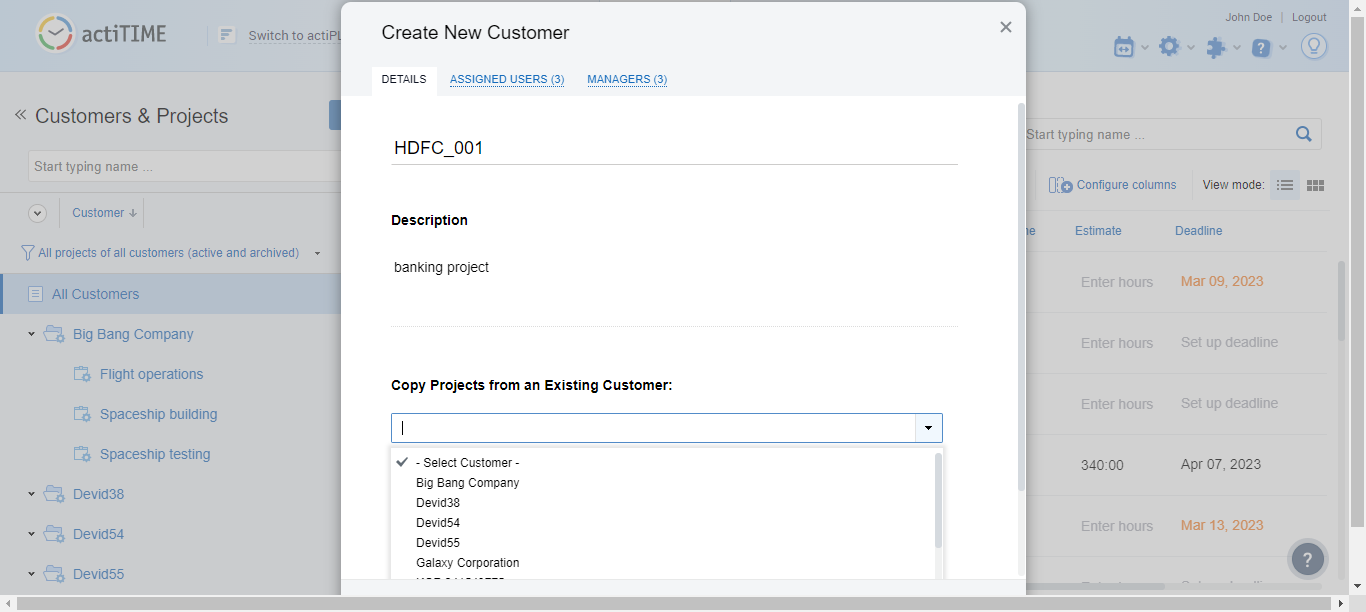 actiTIME
Switch to actiPL
John Doe
Logout
Create New Customer
DETAILS
ASSIGNED USERS (3)
MANAGERS (3)
Customers & Projects
Start typing name ...
Customer
All projects of all customers (active and archived)
All Customers
Big Bang Company
Flight operations
Spaceship building
Spaceship testing
Devid38
Devid54
Devid55
HDFC_001
Description
banking project
Copy Projects from an Existing Customer:
- Select Customer -
Big Bang Company
Devid38
Devid54
Devid55
Galaxy Corporation
Start typing name ...
Configure columns
View mode:
Estimate
Deadline
Enter hours
Mar 09, 2023
Enter hours
Set up deadline
Enter hours
Set up deadline
340:00
Apr 07, 2023
Enter hours
Mar 13, 2023